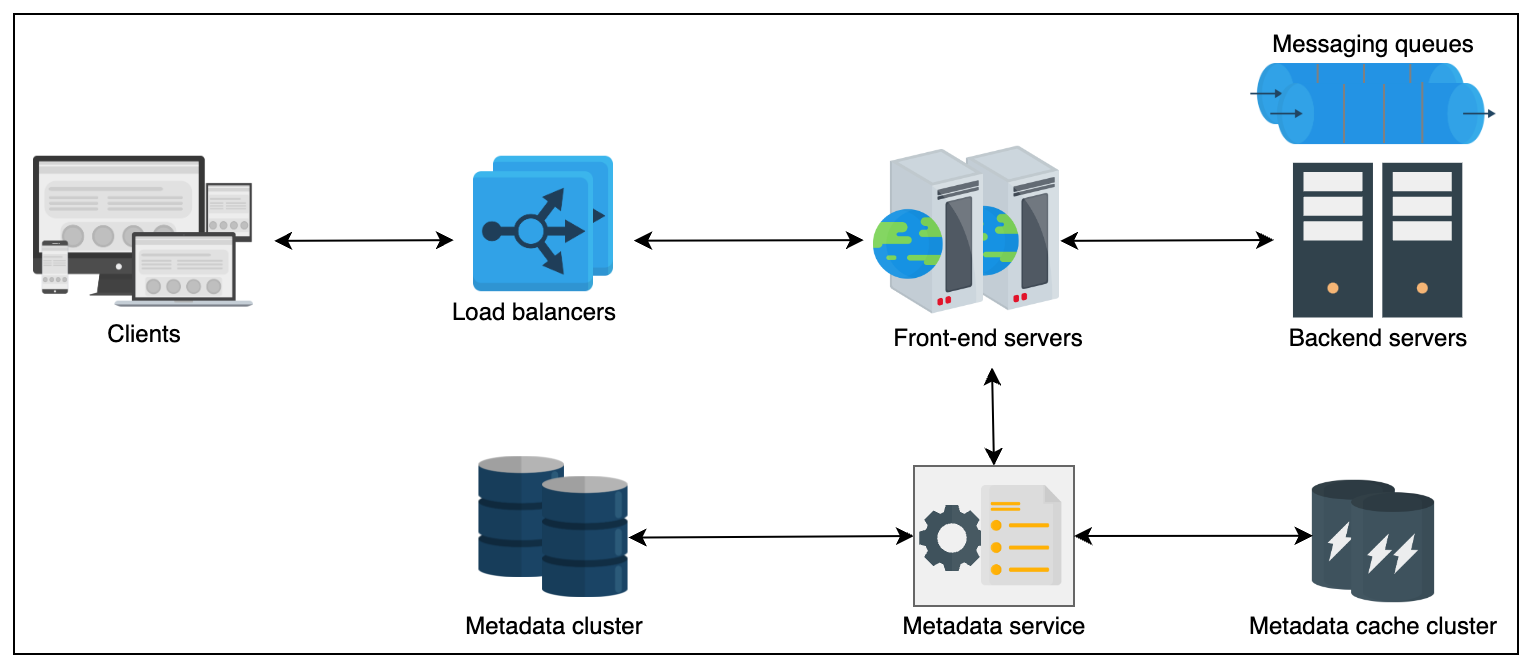 Messaging queues
Clients
Load balancers
Front-end servers
Backend servers
Metadata cluster
Metadata service
Metadata cache cluster